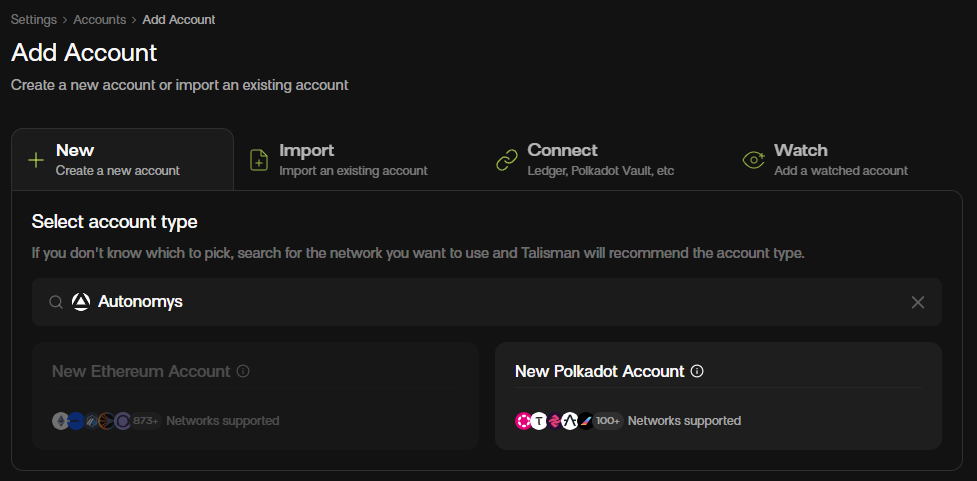 Settings > Accounts > Add Account
Add Account
Create a new account or import an existing account
New
Create a new account
Import
Import an existing account
Connect
Ledger, Polkadot Vault, etc
Watch
Add a watched account
Select account type
If you don't know which to pick, search for the network you want to use and Talisman will recommend the account type.
Autonomys
New Ethereum Account
873+ Networks supported
New Polkadot Account
T 100+ Networks supported